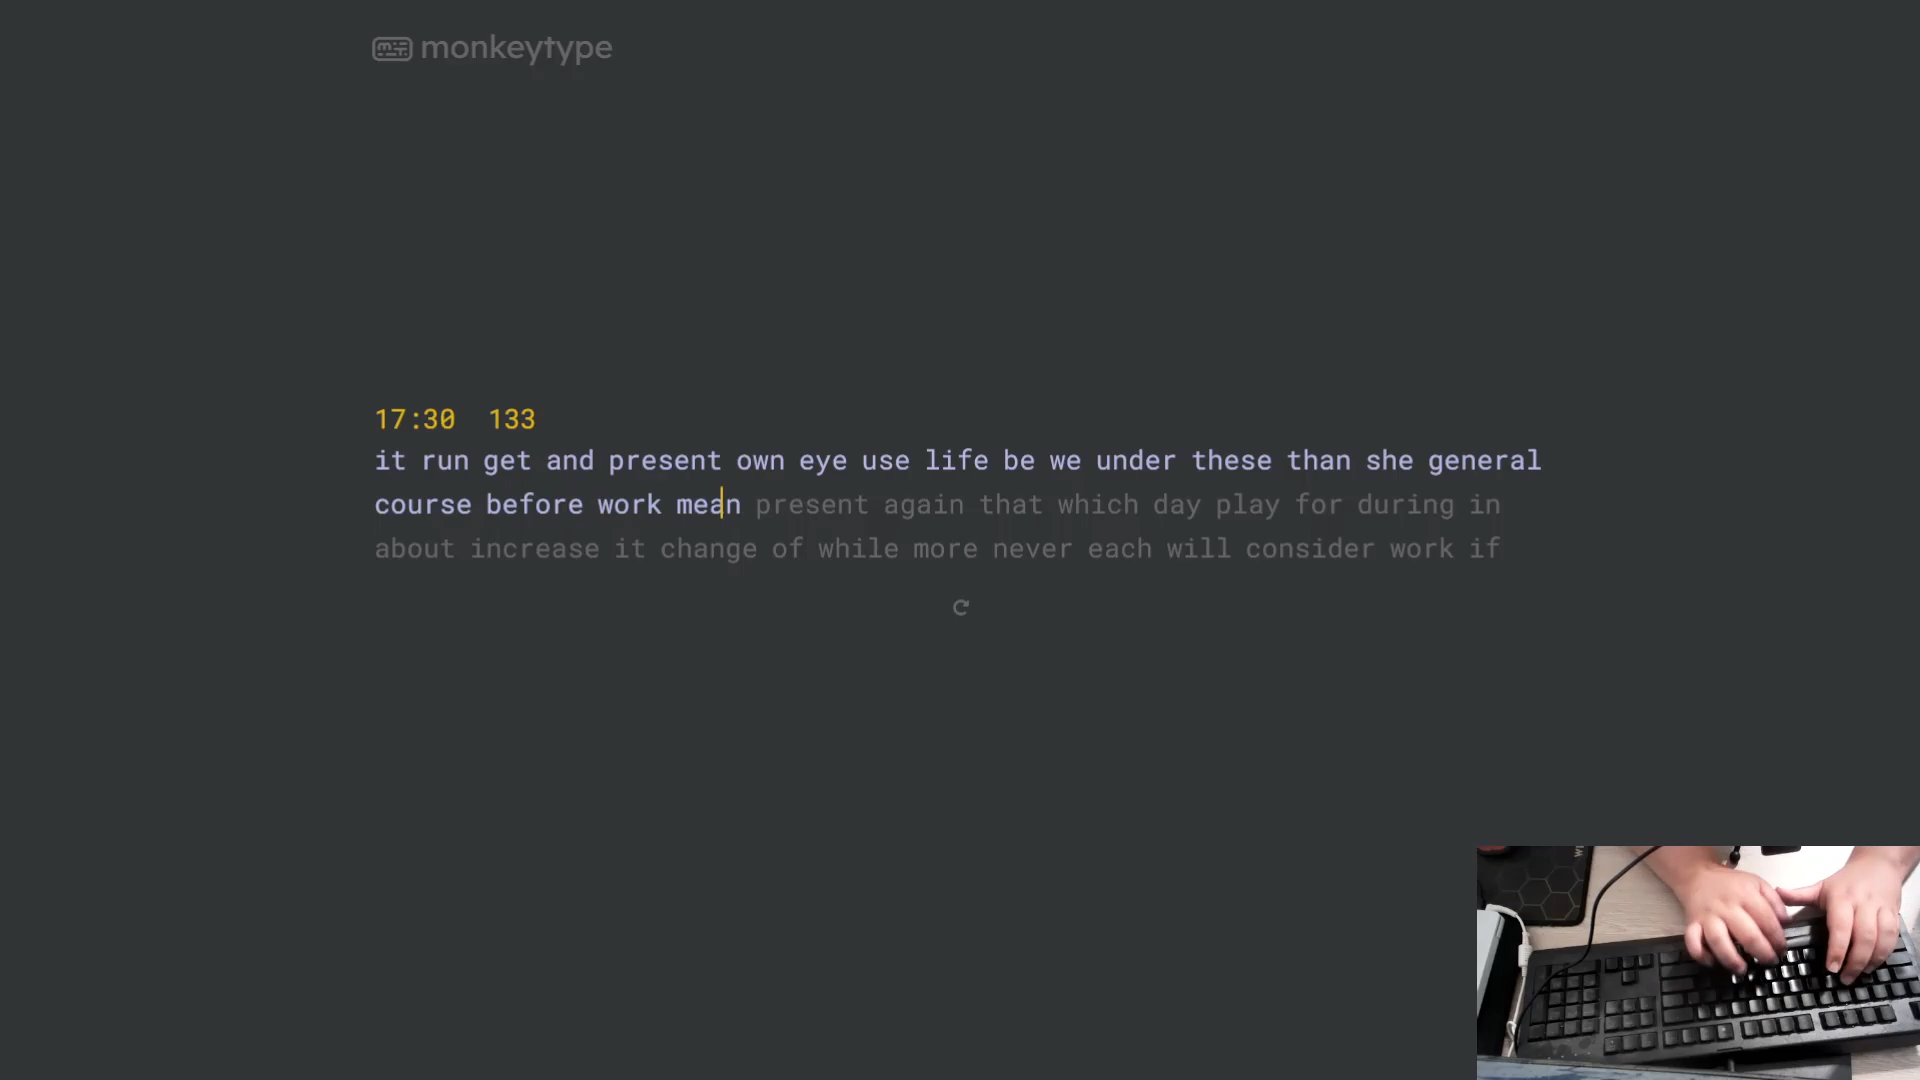 monkeytype
17:30 133
it run get and present own eye use life be we under these than she general
course before work mean present again that which day play for during in
about increase it change of while more never each will consider work if